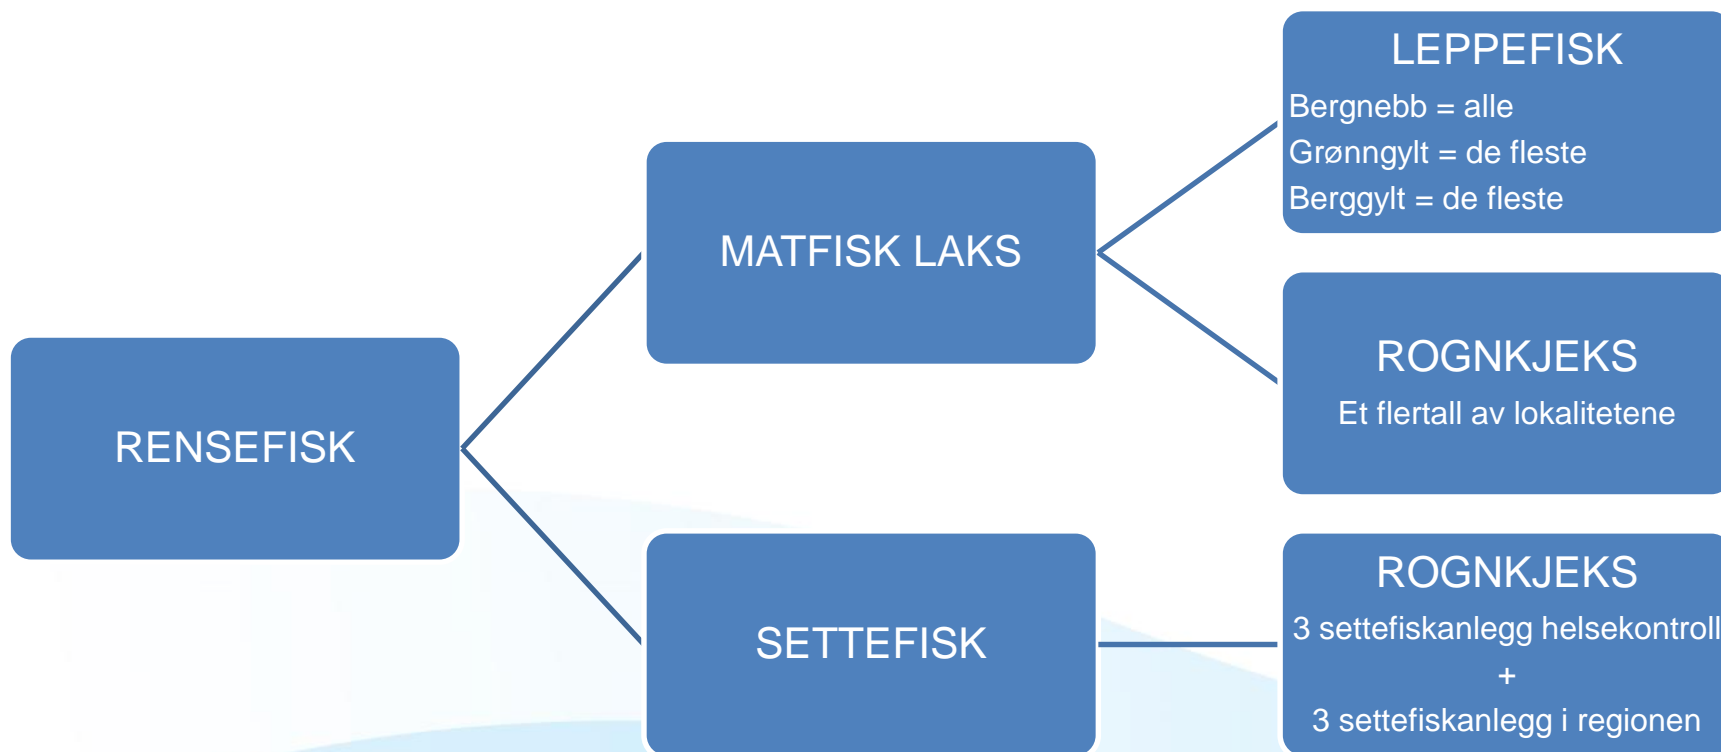 RENSEFISK
MATFISK LAKS
LEPPEFISK
Bergnebb = alle
Grønngylt = de fleste
Berggylt = de fleste
ROGNKJEKS
Et flertall av lokalitetene
SETTEFISK
ROGNKJEKS
3 settefiskanlegg helsekontroll
+
3 settefiskanlegg i regionen